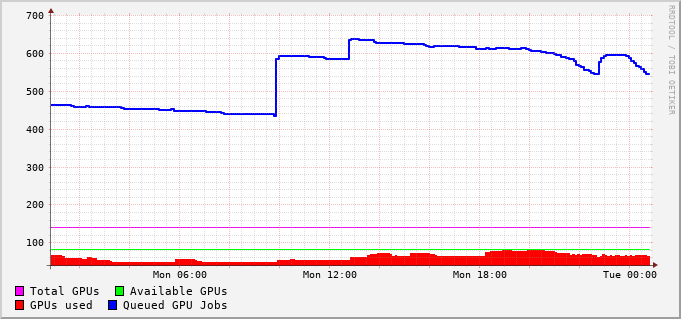 700
600
500
400
300
200
100
Mon 06:00 Mon 12:00 Mon 18:00 Tue 00:00
Total GPUs Available GPUs
GPUs used Queued GPU Jobs
RRDTOOL / TOBI OETIKER